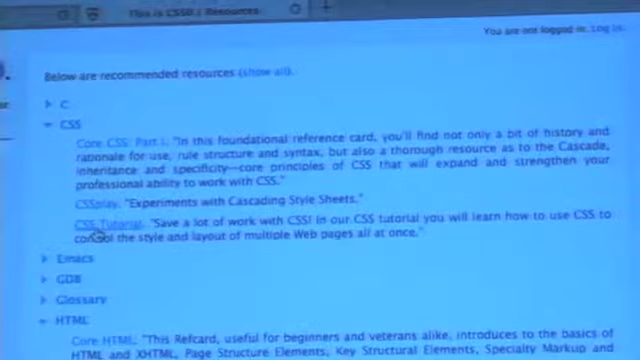 This is CS50 / Resources
You are not logged in. Log in.
Below are recommended resources (show all).
C
CSS
Core CSS: Part I. "In this foundational reference card, you'll find not only a bit of history and
rationale for use, rule structure and syntax, but also a thorough resource as to the Cascade,
inheritance and specificity—core principles of CSS that will expand and strengthen your
professional ability to work with CSS."
CSSplay. "Experiments with Cascading Style Sheets."
CSS Tutorial. "Save a lot of work with CSS! In our CSS tutorial you will learn how to use CSS to
control the style and layout of multiple Web pages all at once."
Emacs
GDB
Glossary
HTML
Core HTML. "This Refcard, useful for beginners and veterans alike, introduces to the basics of
HTML and XHTML, Page Structure Elements, Key Structural Elements, Specialty Markup and